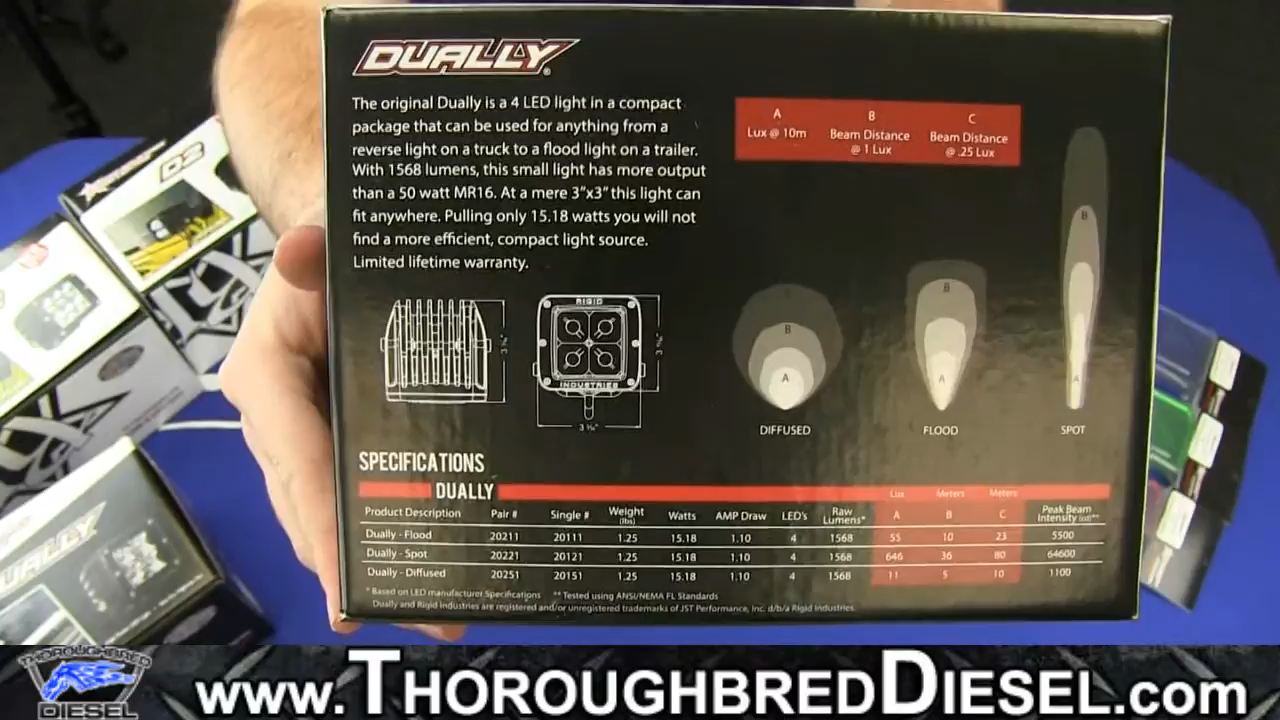 DUALLY®
The original Dually is a 4 LED light in a compact
package that can be used for anything from a
reverse light on a truck to a flood light on a trailer.
With 1568 lumens, this small light has more output
than a 50 watt MR16. At a mere 3"x3" this light can
fit anywhere. Pulling only 15.18 watts you will not
find a more efficient, compact light source.
Limited lifetime warranty.
A B C
Lux @ 10m Beam Distance @ 1 Lux Beam Distance @ .25 Lux
RIGID
INDUSTRIES
B B B
A A A
DIFFUSED FLOOD SPOT
SPECIFICATIONS
DUALLY Lux Meters Meters
Product Description Pair # Single # Weight (lbs) Watts AMP Draw LED's Raw Lumens* A B C Peak Beam Intensity (cd)**
Dually - Flood 20211 20111 1.25 15.18 1.10 4 1568 55 10 23 5500
Dually - Spot 20221 20121 1.25 15.18 1.10 4 1568 646 36 80 64600
Dually - Diffused 20251 20151 1.25 15.18 1.10 4 1568 11 5 10 1100
* Based on LED manufacturer Specifications ** Tested using ANSI/NEMA FL Standards
Dually and Rigid Industries are registered and/or unregistered trademarks of JST Performance, Inc. d/b/a Rigid Industries.
D2
DUALLY
THOROUGHBRED
DIESEL
www.THOROUGHBREDDIESEL.com